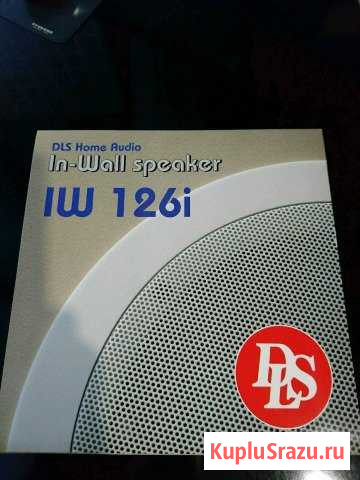 DLS Home Audio
In-Wall speaker
IW 126i
DLS
KupluSrazu.ru